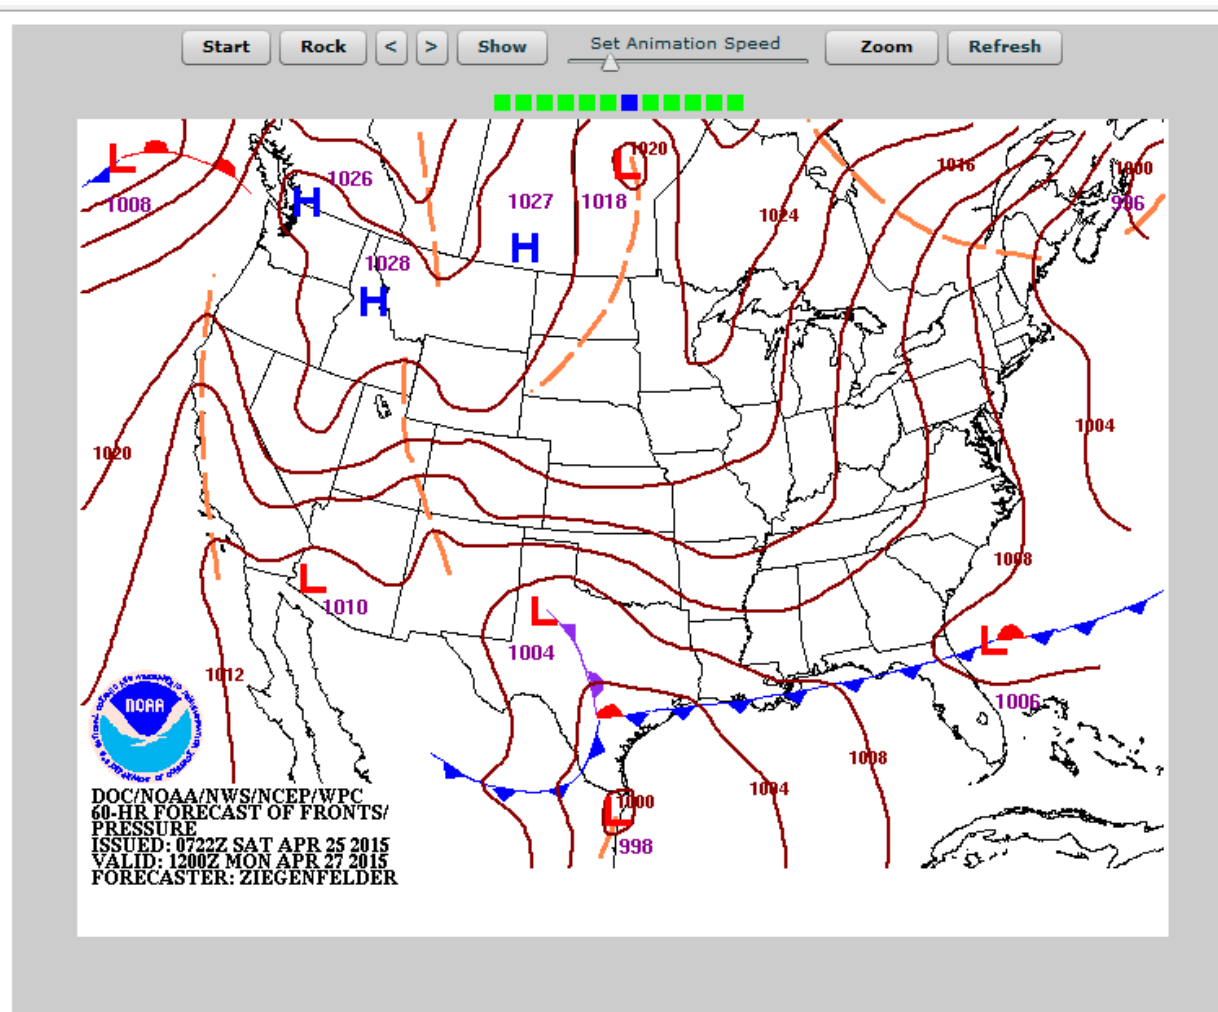 Start Rock < > Show Set Animation Speed Zoom Refresh
1020
1000
1016
1026
1027
1018
996
1008
1024
1028
1004
1020
1008
1010
1004
1012
1006
1008
1004
1000
998
NOAA
DOC/NOAA/NWS/NCEP/WPC
60-HR FORECAST OF FRONTS/
PRESSURE
ISSUED: 0722Z SAT APR 25 2015
VALID: 1200Z MON APR 27 2015
FORECASTER: ZIEGENFELDER
L
H
L
H
H
L
L
L
L